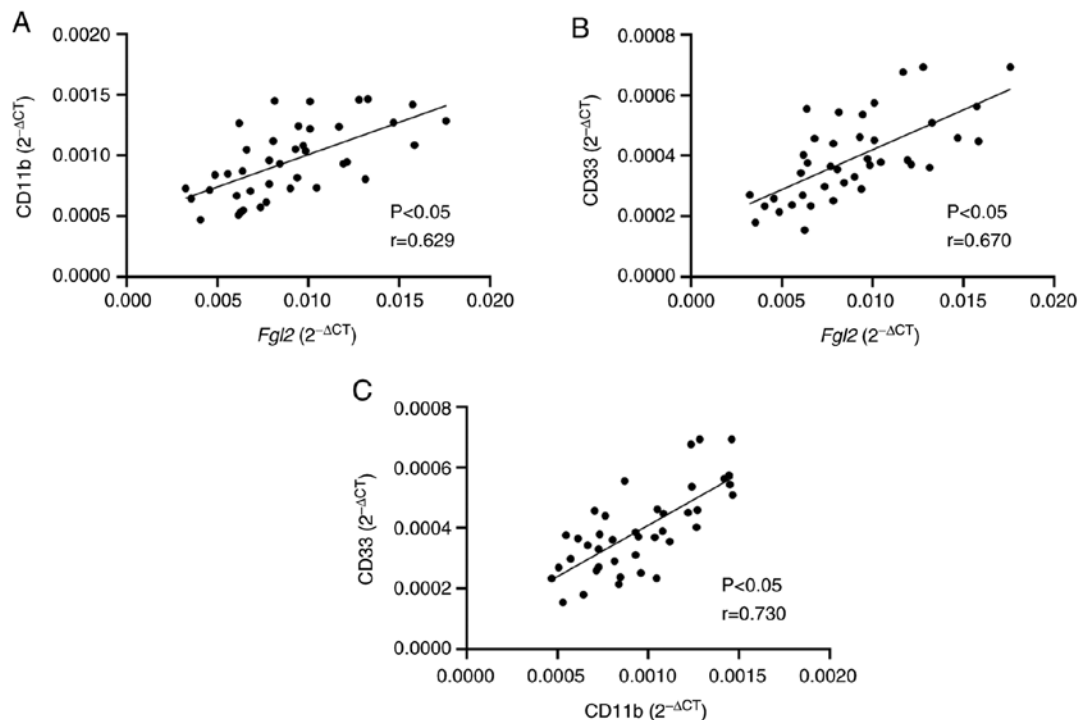 A
0.0020
0.0015
0.0010
0.0005
0.0000
CD11b (2⁻ΔCT)
P<0.05
r=0.629
0.000 0.005 0.010 0.015 0.020
Fgl2 (2⁻ΔCT)
B
0.0008
0.0006
0.0004
0.0002
0.0000
CD33 (2⁻ΔCT)
P<0.05
r=0.670
0.000 0.005 0.010 0.015 0.020
Fgl2 (2⁻ΔCT)
C
0.0008
0.0006
0.0004
0.0002
0.0000
CD33 (2⁻ΔCT)
P<0.05
r=0.730
0.0000 0.0005 0.0010 0.0015 0.0020
CD11b (2⁻ΔCT)